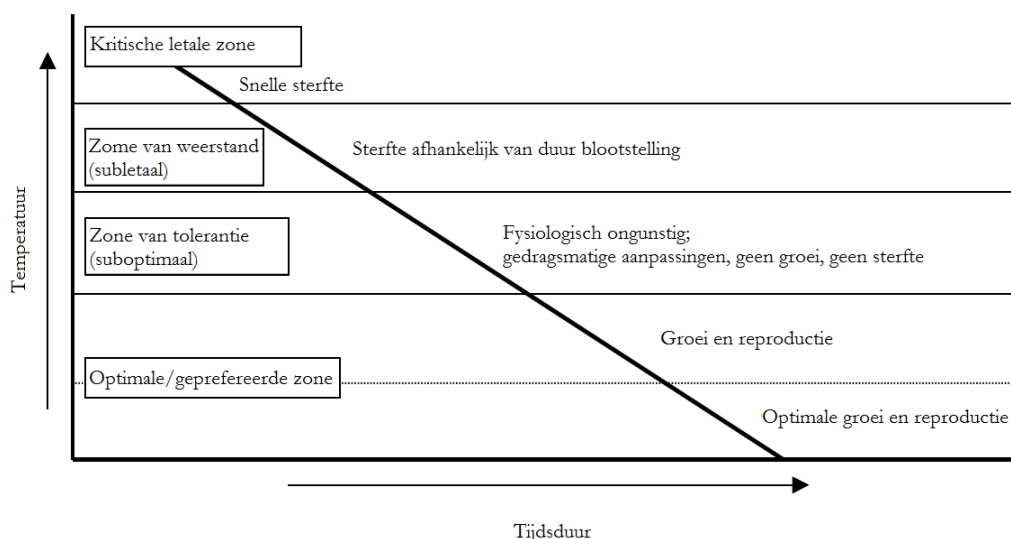 Kritische letale zone
Snelle sterfte
Zome van weerstand
(subletaal)
Sterfte afhankelijk van duur blootstelling
Zone van tolerantie
(suboptimaal)
Fysiologisch ongunstig;
gedragsmatige aanpassingen, geen groei, geen sterfte
Temperatuur
Groei en reproductie
Optimale/geprefereerde zone
Optimale groei en reproductie
Tijdsduur